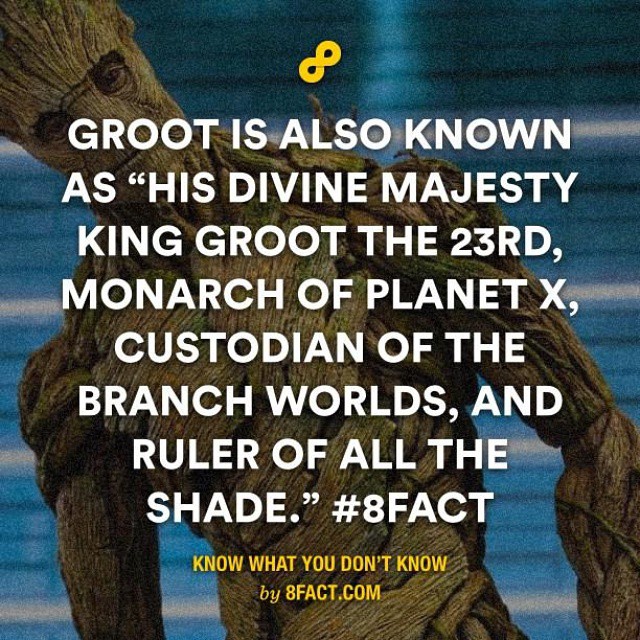 GROOT IS ALSO KNOWN
AS “HIS DIVINE MAJESTY
KING GROOT THE 23RD,
MONARCH OF PLANET X,
CUSTODIAN OF THE
BRANCH WORLDS, AND
RULER OF ALL THE
SHADE.” #8FACT
KNOW WHAT YOU DON'T KNOW
by 8FACT.COM